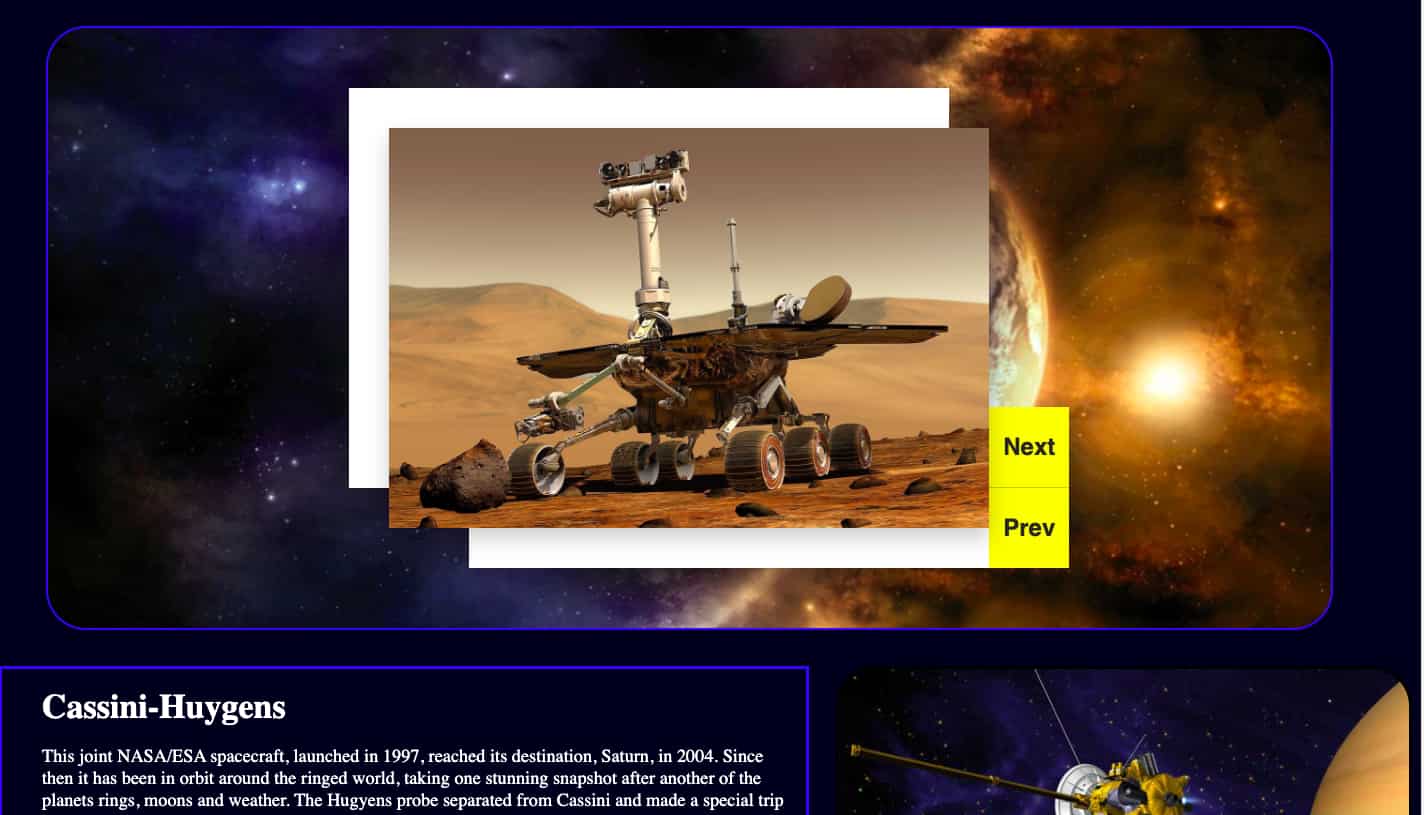 Next
Prev
Cassini-Huygens
This joint NASA/ESA spacecraft, launched in 1997, reached its destination, Saturn, in 2004. Since
then it has been in orbit around the ringed world, taking one stunning snapshot after another of the
planets rings, moons and weather. The Hugyens probe separated from Cassini and made a special trip